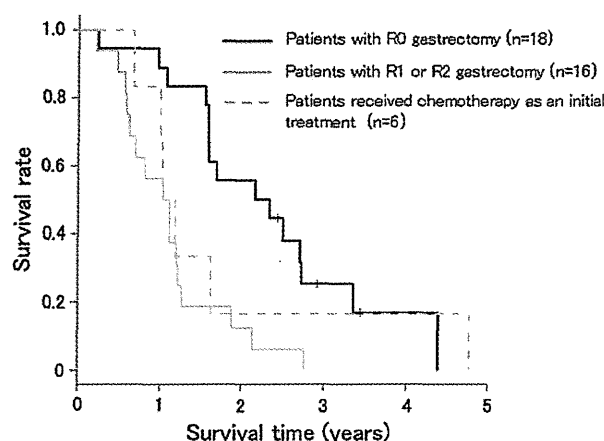 1.0
0.8
0.6
0.4
0.2
0
Survival rate
Patients with R0 gastrectomy (n=18)
Patients with R1 or R2 gastrectomy (n=16)
Patients received chemotherapy as an initial
treatment (n=6)
0 1 2 3 4 5
Survival time (years)